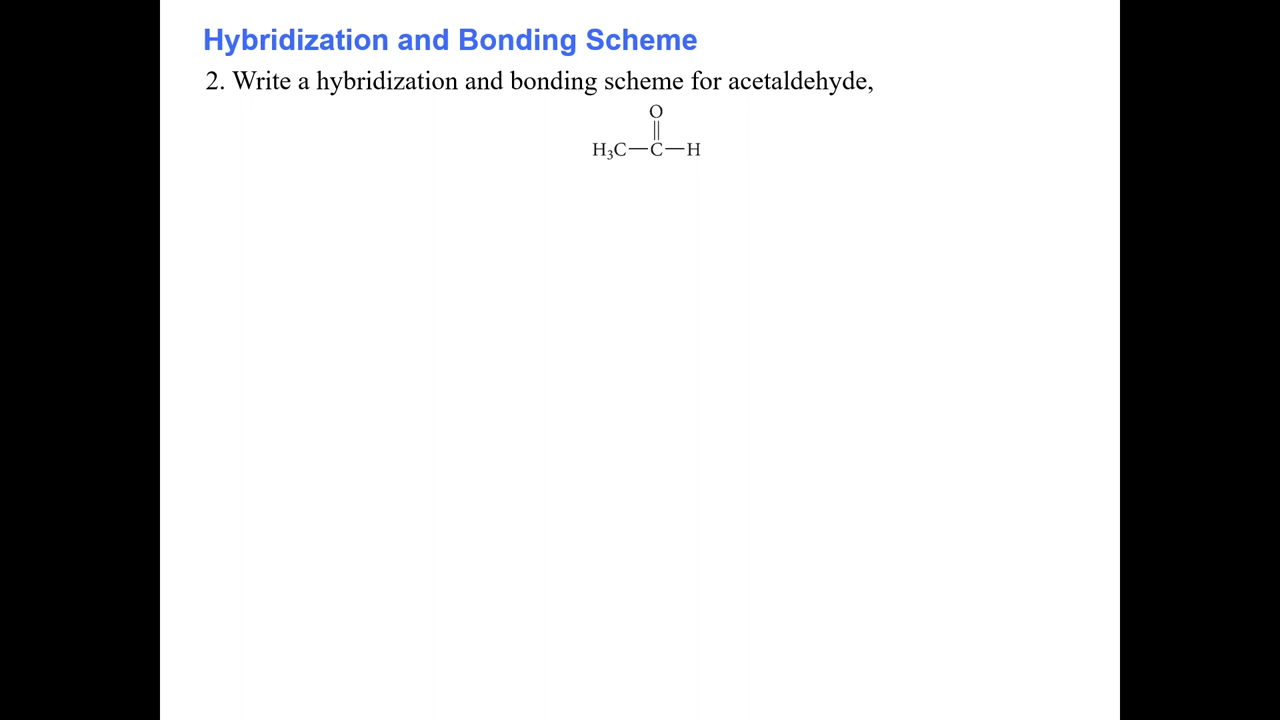 Hybridization and Bonding Scheme
2. Write a hybridization and bonding scheme for acetaldehyde,
O
H₃C—C—H